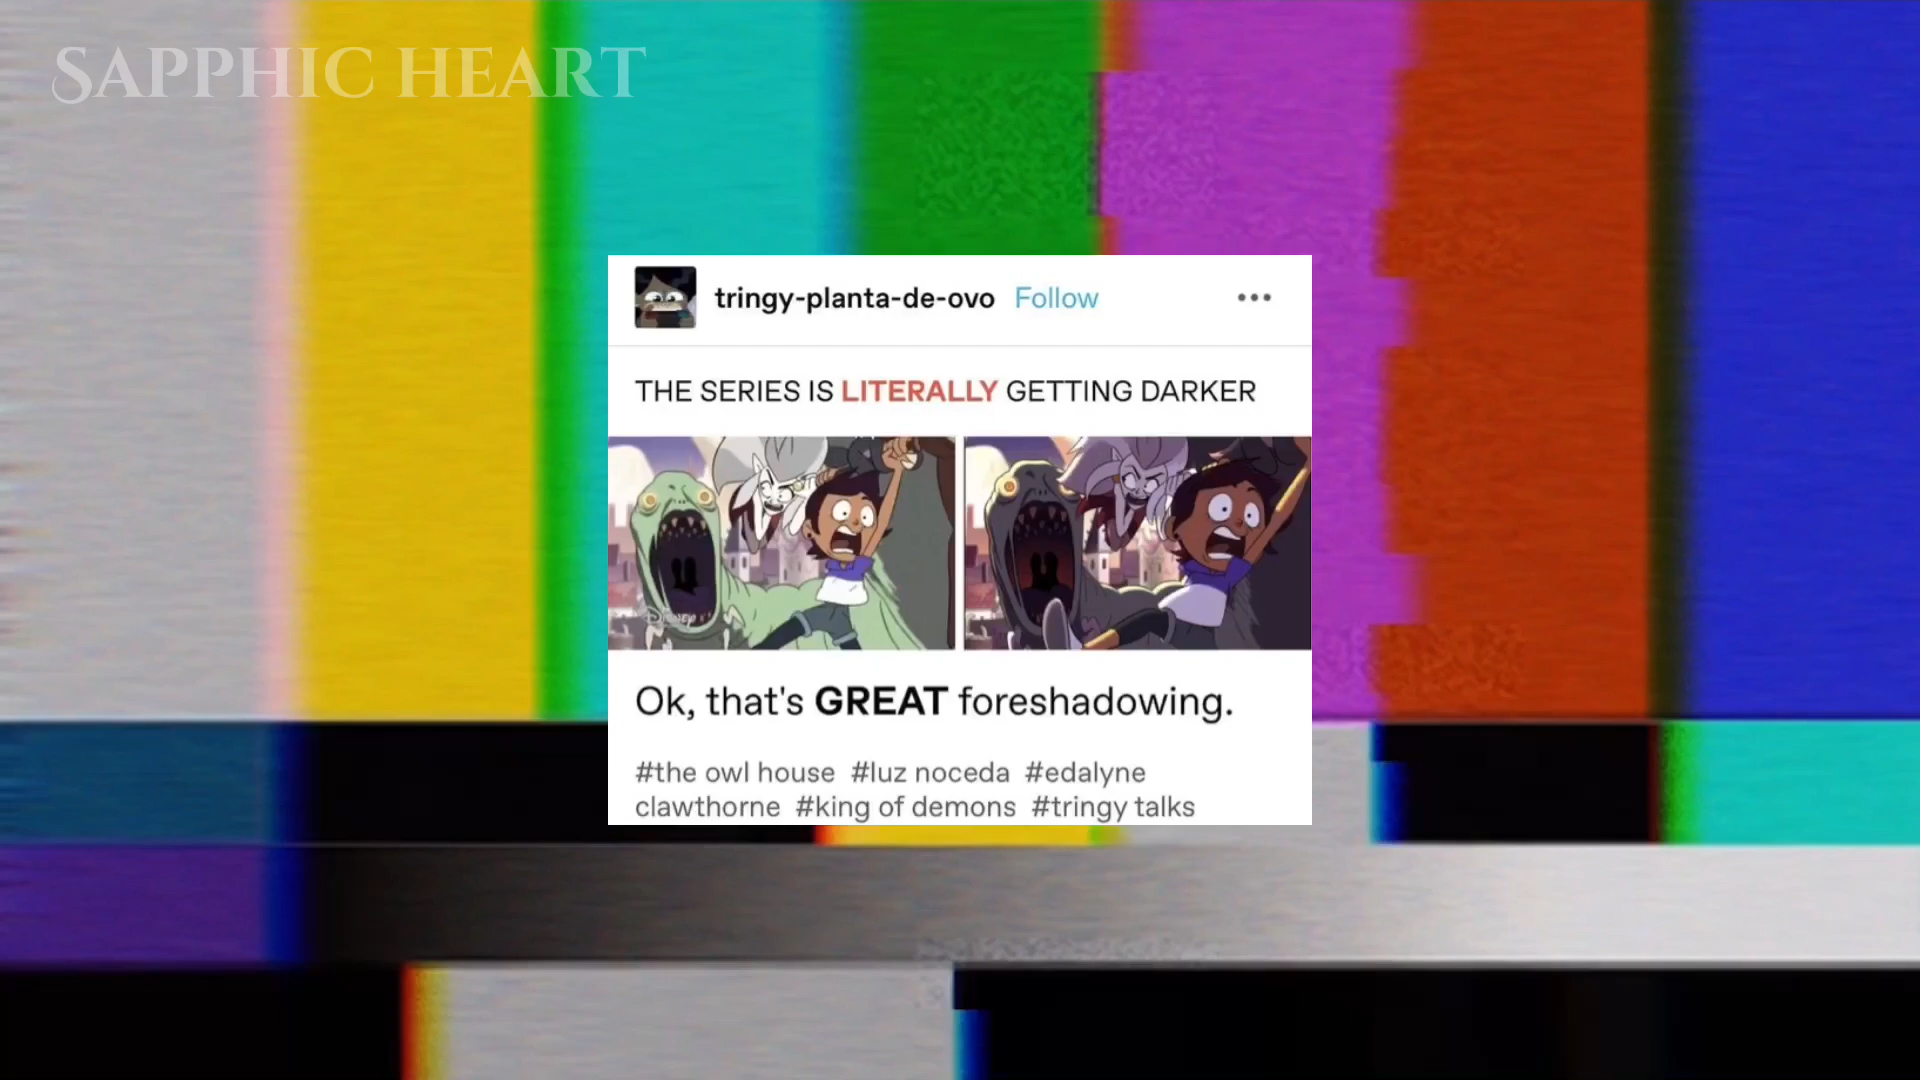 SAPPHIC HEART
tringy-planta-de-ovo Follow
THE SERIES IS LITERALLY GETTING DARKER
Disney
Ok, that's GREAT foreshadowing.
#the owl house #luz noceda #edalyne
clawthorne #king of demons #tringy talks